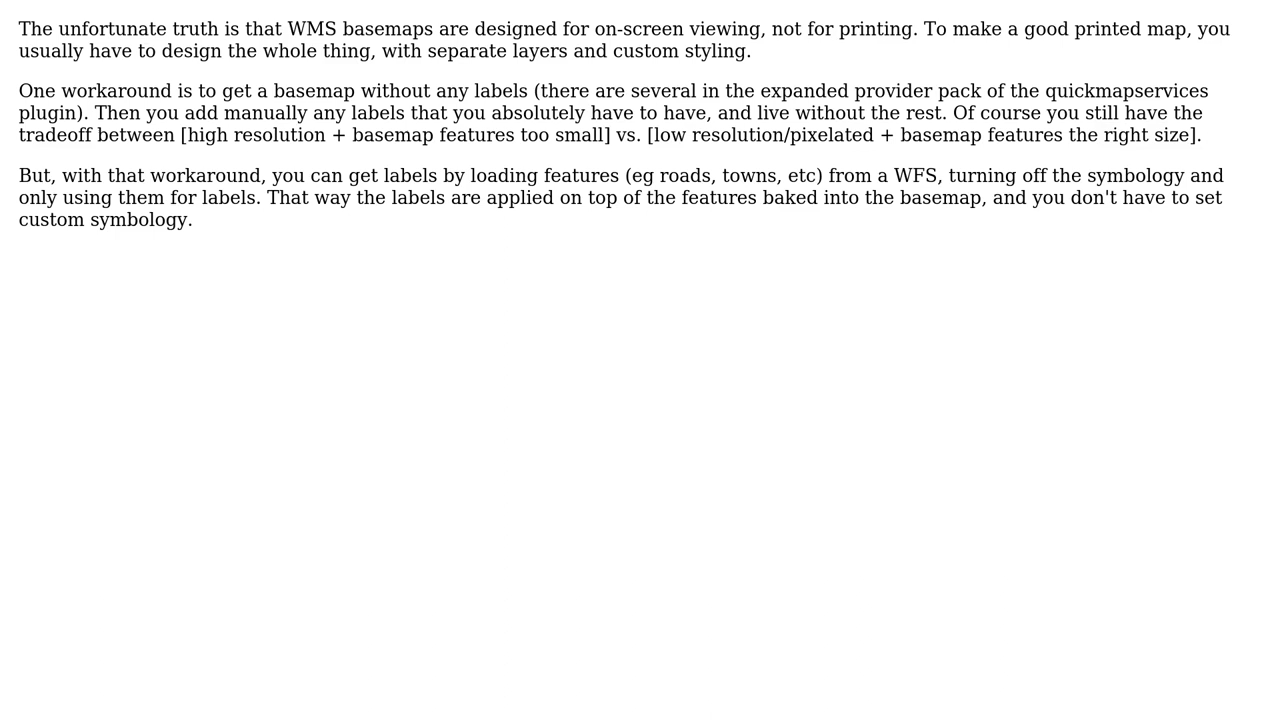 The unfortunate truth is that WMS basemaps are designed for on-screen viewing, not for printing. To make a good printed map, you
usually have to design the whole thing, with separate layers and custom styling.
One workaround is to get a basemap without any labels (there are several in the expanded provider pack of the quickmapservices
plugin). Then you add manually any labels that you absolutely have to have, and live without the rest. Of course you still have the
tradeoff between [high resolution + basemap features too small] vs. [low resolution/pixelated + basemap features the right size].
But, with that workaround, you can get labels by loading features (eg roads, towns, etc) from a WFS, turning off the symbology and
only using them for labels. That way the labels are applied on top of the features baked into the basemap, and you don't have to set
custom symbology.